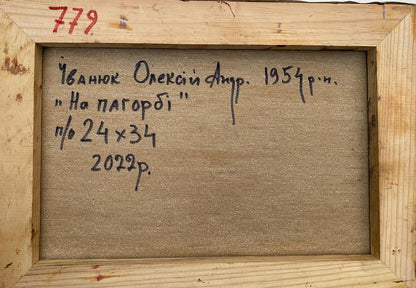 779
Іванюк Олексій Андр. 1954 р.н.
„На пагорбі"
п/о 24×34
2022р.